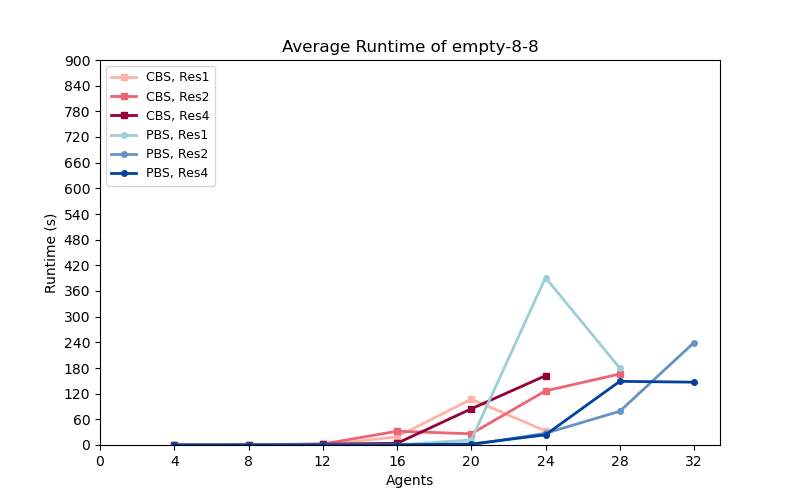 Average Runtime of empty-8-8
900
840
780
720
660
600
540
480
420
360
300
240
180
120
60
0
Runtime (s)
CBS, Res1
CBS, Res2
CBS, Res4
PBS, Res1
PBS, Res2
PBS, Res4
0 4 8 12 16 20 24 28 32
Agents